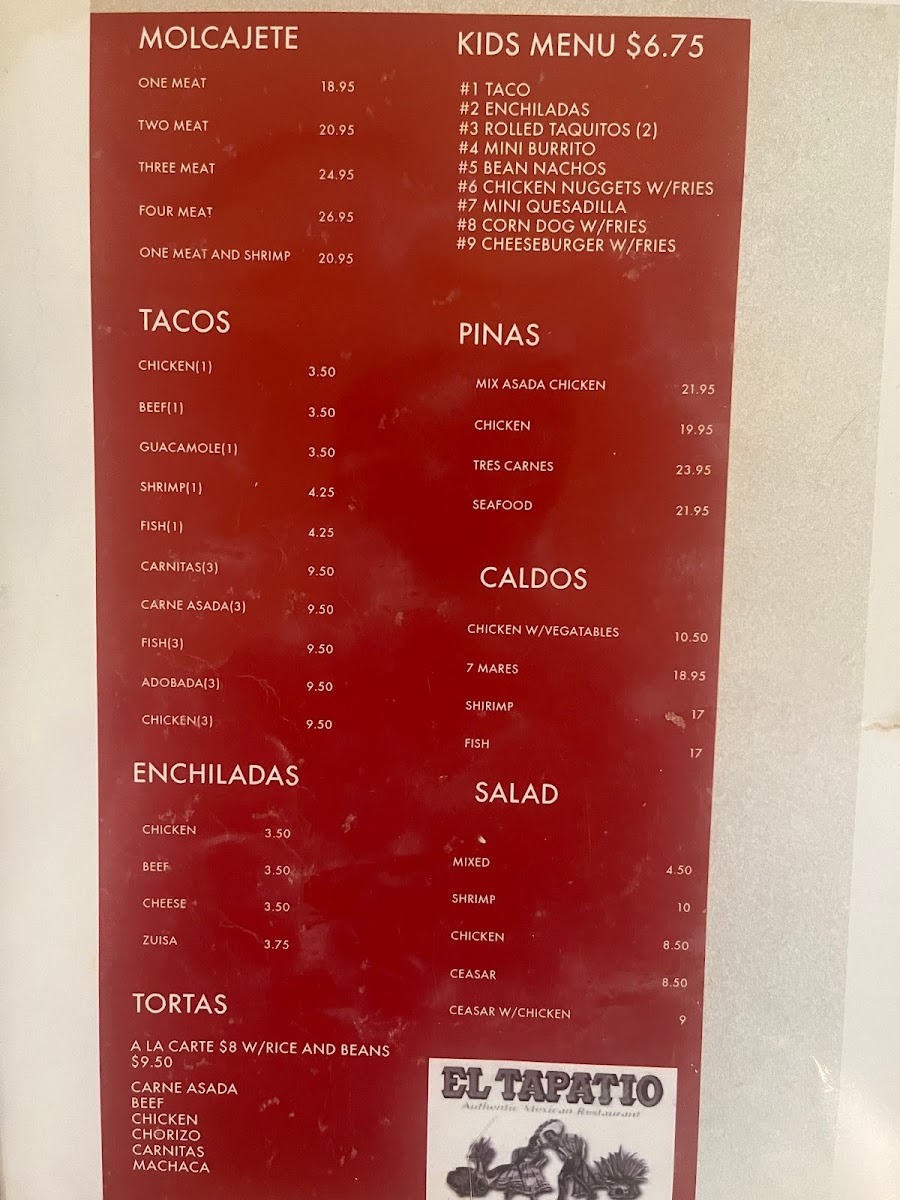 MOLCAJETE
ONE MEAT 18.95
TWO MEAT 20.95
THREE MEAT 24.95
FOUR MEAT 26.95
ONE MEAT AND SHRIMP 20.95
TACOS
CHICKEN(1) 3.50
BEEF(1) 3.50
GUACAMOLE(1) 3.50
SHRIMP(1) 4.25
FISH(1) 4.25
CARNITAS(3) 9.50
CARNE ASADA(3) 9.50
FISH(3) 9.50
ADOBADA(3) 9.50
CHICKEN(3) 9.50
ENCHILADAS
CHICKEN 3.50
BEEF 3.50
CHEESE 3.50
ZUISA 3.75
TORTAS
A LA CARTE $8 W/RICE AND BEANS
$9.50
CARNE ASADA
BEEF
CHICKEN
CHORIZO
CARNITAS
MACHACA
KIDS MENU $6.75
#1 TACO
#2 ENCHILADAS
#3 ROLLED TAQUITOS (2)
#4 MINI BURRITO
#5 BEAN NACHOS
#6 CHICKEN NUGGETS W/FRIES
#7 MINI QUESADILLA
#8 CORN DOG W/FRIES
#9 CHEESEBURGER W/FRIES
PINAS
MIX ASADA CHICKEN 21.95
CHICKEN 19.95
TRES CARNES 23.95
SEAFOOD 21.95
CALDOS
CHICKEN W/VEGATABLES 10.50
7 MARES 18.95
SHIRIMP 17
FISH 17
SALAD
MIXED 4.50
SHRIMP 10
CHICKEN 8.50
CEASAR 8.50
CEASAR W/CHICKEN 9
EL TAPATIO
Authentic Mexican Restaurant